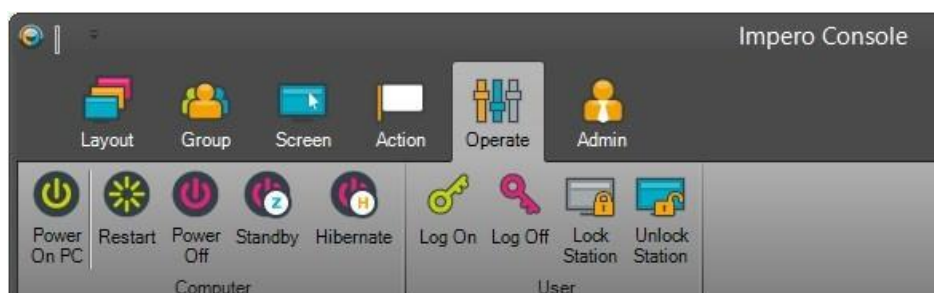 Impero Console
Layout Group Screen Action Operate Admin
Power On PC Restart Power Off Standby Z Hibernate H Log On Log Off Lock Station Unlock Station
Computer User